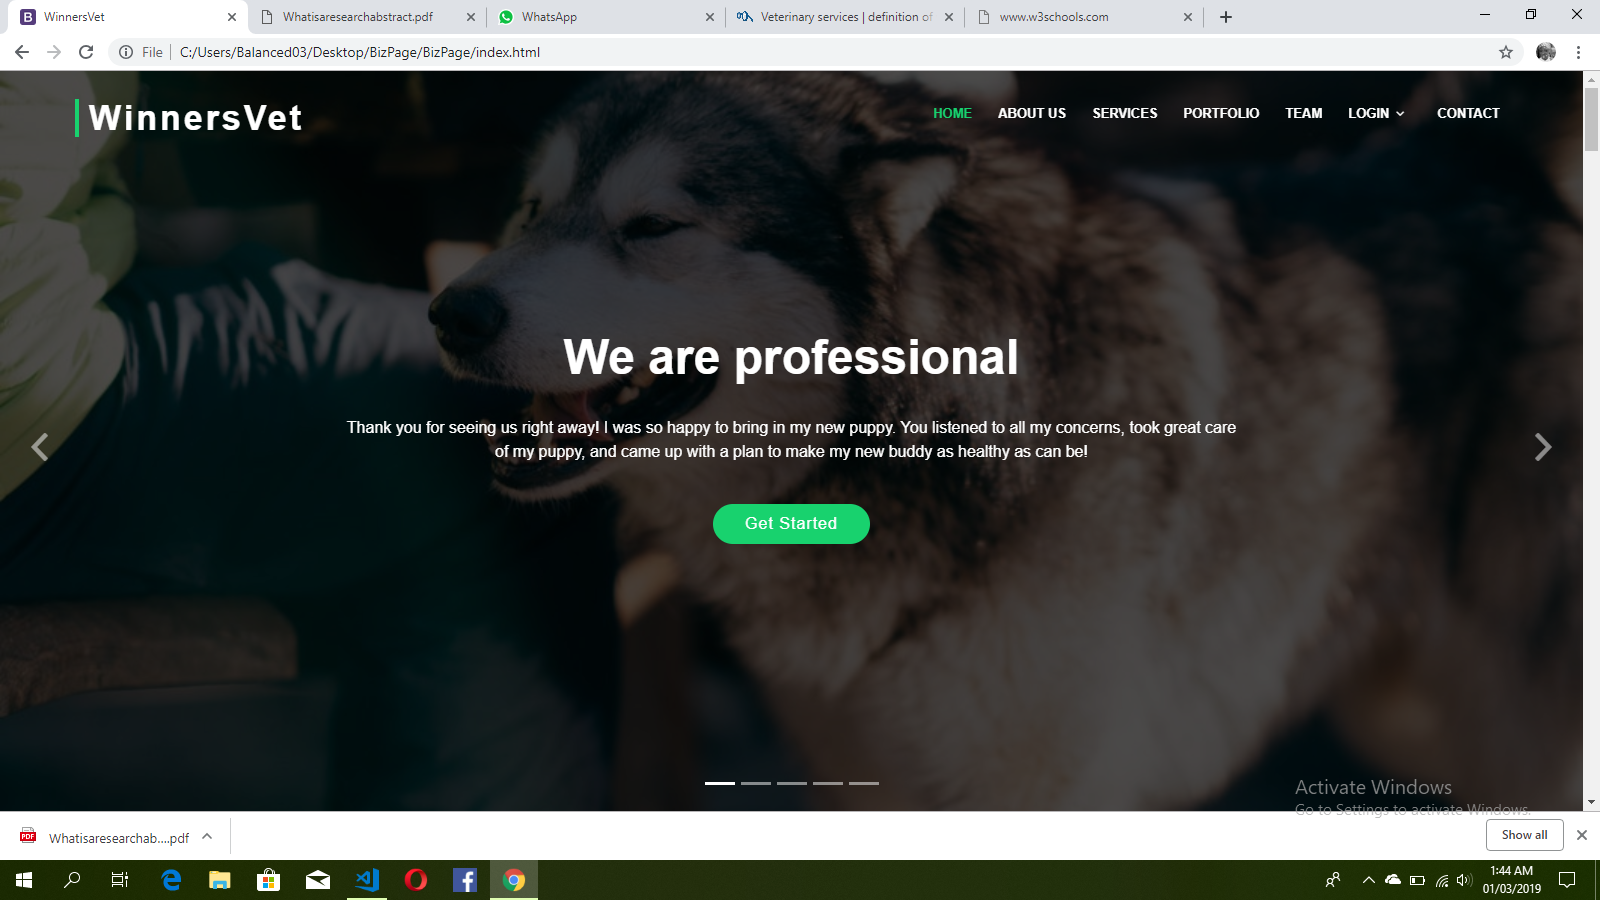 WinnersVet
Whatisaresearchabstract.pdf
WhatsApp
Veterinary services | definition of
www.w3schools.com
File
C:/Users/Balanced03/Desktop/BizPage/BizPage/index.html
WinnersVet
HOME
ABOUT US
SERVICES
PORTFOLIO
TEAM
LOGIN
CONTACT
We are professional
Thank you for seeing us right away! I was so happy to bring in my new puppy. You listened to all my concerns, took great care
of my puppy, and came up with a plan to make my new buddy as healthy as can be!
Get Started
Activate Windows
Go to Settings to activate Windows.
PDF
Whatisaresearchab....pdf
Show all
1:44 AM
01/03/2019